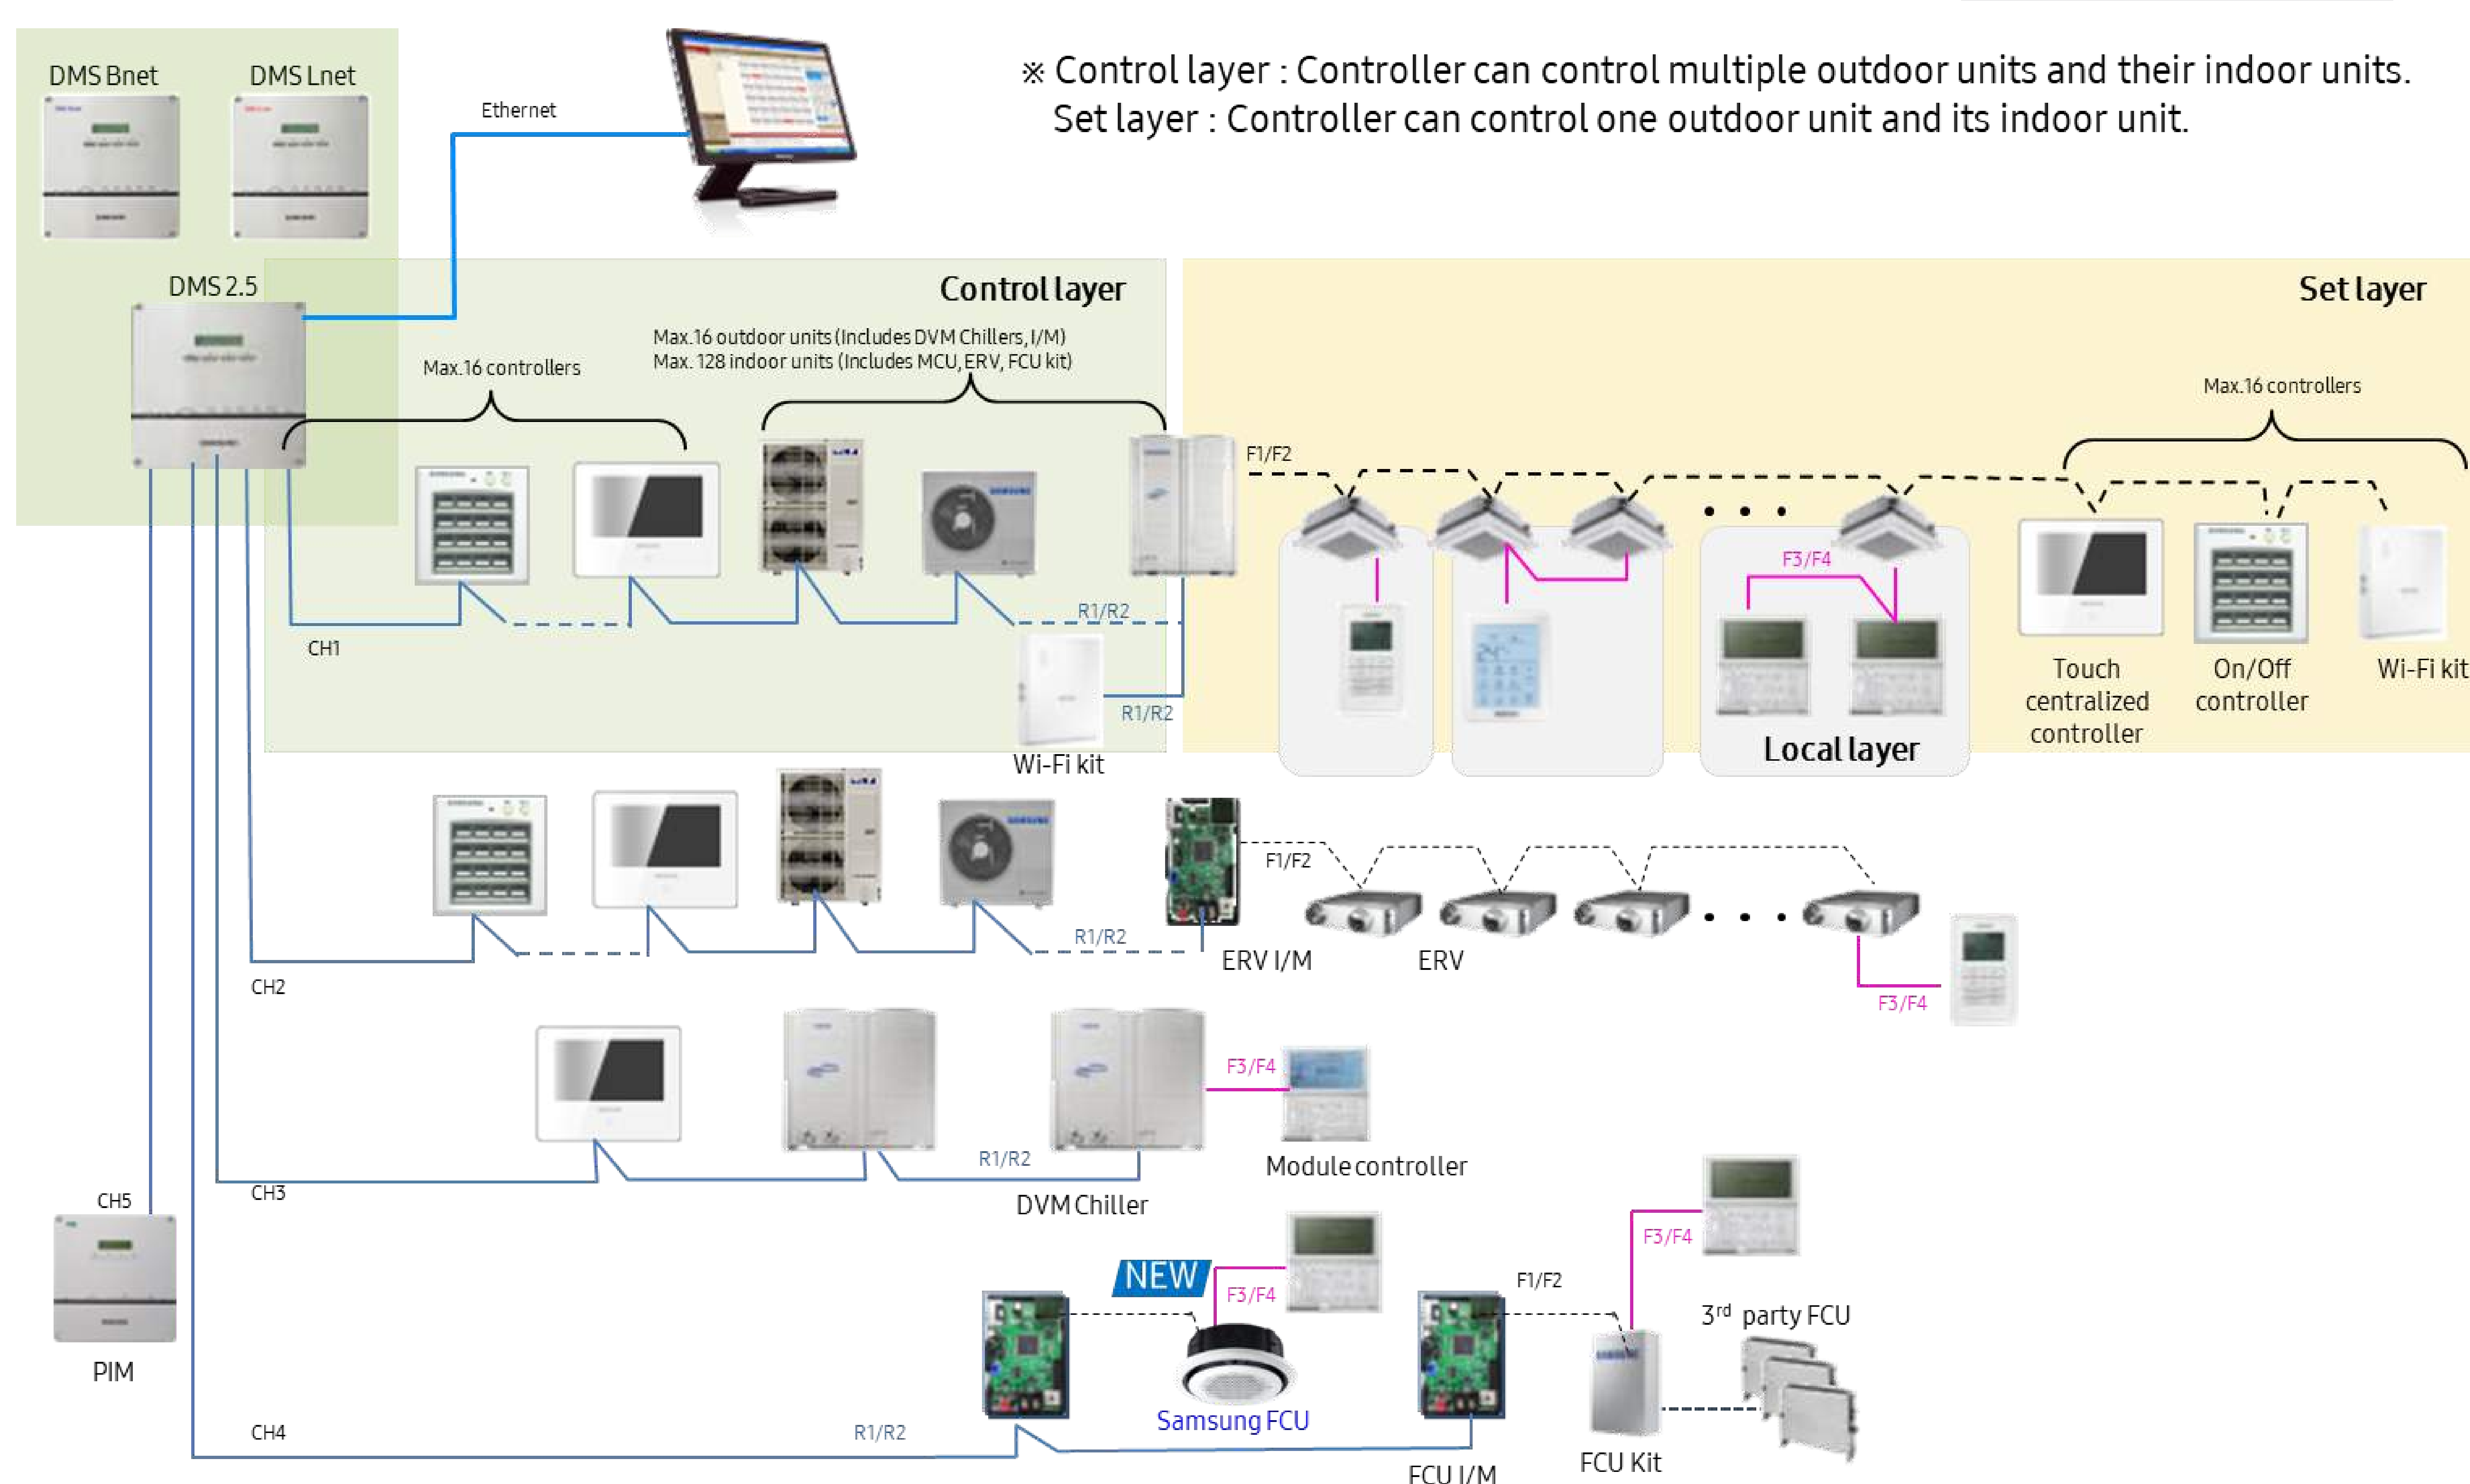 ※ Control layer : Controller can control multiple outdoor units and their indoor units.
Set layer : Controller can control one outdoor unit and its indoor unit.
DMS Bnet
DMS Lnet
Ethernet
DMS 2.5
Control layer
Set layer
Max.16 outdoor units (Includes DVM Chillers, I/M)
Max. 128 indoor units (Includes MCU, ERV, FCU kit)
Max.16 controllers
Max.16 controllers
F1/F2
SAMSUNG
F3/F4
R1/R2
CH1
R1/R2
Wi-Fi kit
Touch
centralized
controller
On/Off
controller
Wi-Fi kit
Local layer
SAMSUNG
F1/F2
R1/R2
ERV I/M
ERV
CH2
F3/F4
F3/F4
R1/R2
Module controller
CH3
DVM Chiller
CH5
PIM
NEW
F3/F4
F1/F2
F3/F4
3rd party FCU
Samsung FCU
SAMSUNG
CH4
R1/R2
FCU Kit
FCU I/M